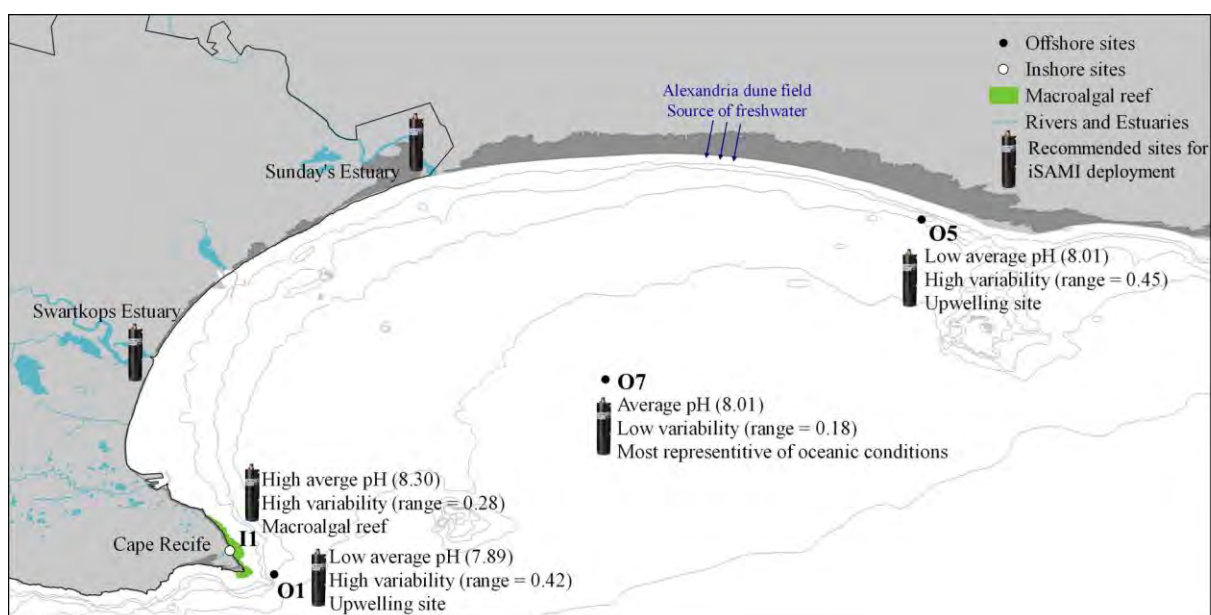 Offshore sites
Inshore sites
Macroalgal reef
Rivers and Estuaries
Recommended sites for
iSAMI deployment
Alexandria dune field
Source of freshwater
Sunday's Estuary
O5
Low average pH (8.01)
High variability (range = 0.45)
Upwelling site
Swartkops Estuary
O7
Average pH (8.01)
Low variability (range = 0.18)
Most representitive of oceanic conditions
High averge pH (8.30)
High variability (range = 0.28)
Macroalgal reef
I1
Cape Recife
O1
Low average pH (7.89)
High variability (range = 0.42)
Upwelling site